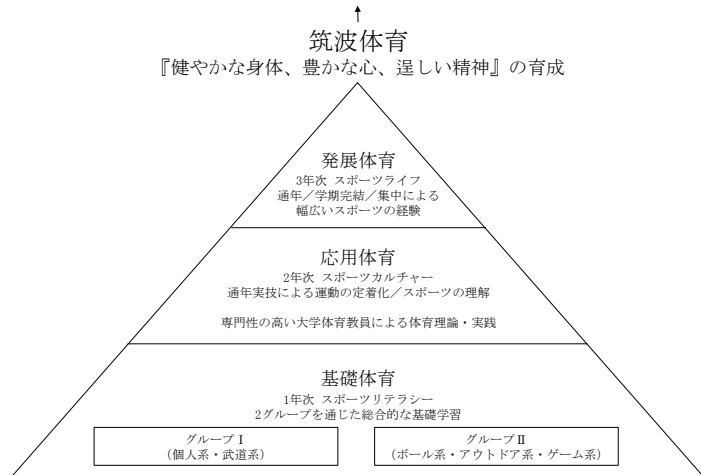 筑波体育
『健やかな身体、豊かな心、逞しい精神』の育成
発展体育
3年次 スポーツライフ
通年／学期完結／集中による
幅広いスポーツの経験
応用体育
2年次 スポーツカルチャー
通年実技による運動の定着化／スポーツの理解
専門性の高い大学体育教員による体育理論・実践
基礎体育
1年次 スポーツリテラシー
2グループを通じた総合的な基礎学習
グループⅠ
（個人系・武道系）
グループⅡ
（ボール系・アウトドア系・ゲーム系）